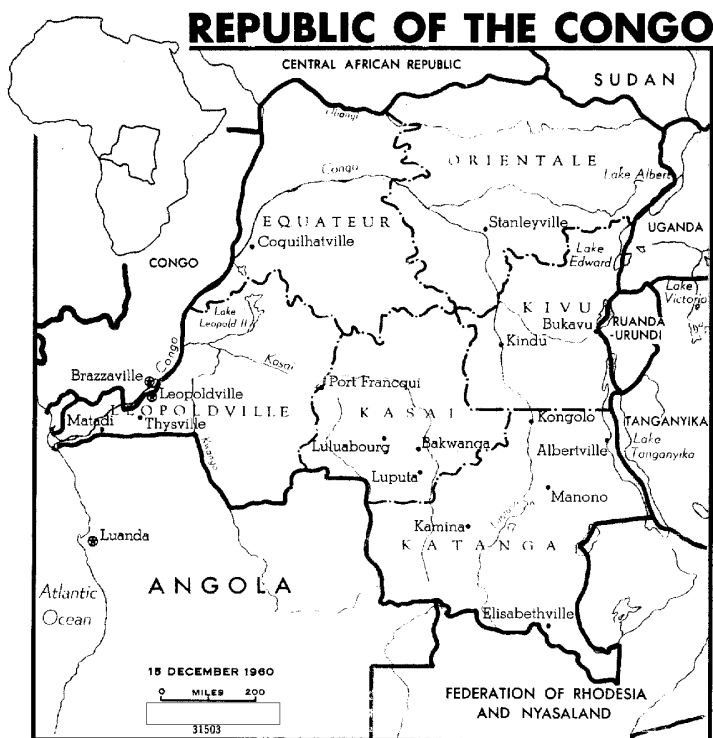 REPUBLIC OF THE CONGO
CENTRAL AFRICAN REPUBLIC
SUDAN
Ubangi
ORIENTALE
Congo
Lake Albert
EQUATEUR
Stanleyville
UGANDA
Coquilhatville
CONGO
Lake
Edward
Lake
Victoria
Lake
Leopold II
KIVU
Bukavu
RUANDA
-URUNDI
Congo
Kindu
Kasai
Brazzaville
Port Francqui
Leopoldville
LEOPOLDVILLE
KASAI
Matadi
Thysville
Kongolo
TANGANYIKA
Kwango
Luluabourg
Bakwanga
Albertville
Lake
Tanganyika
Luputa
Manono
Kamina
Luanda
KATANGA
ANGOLA
Atlantic
Ocean
Elisabethville
15 DECEMBER 1960
0 MILES 200
31503
FEDERATION OF RHODESIA
AND NYASALAND